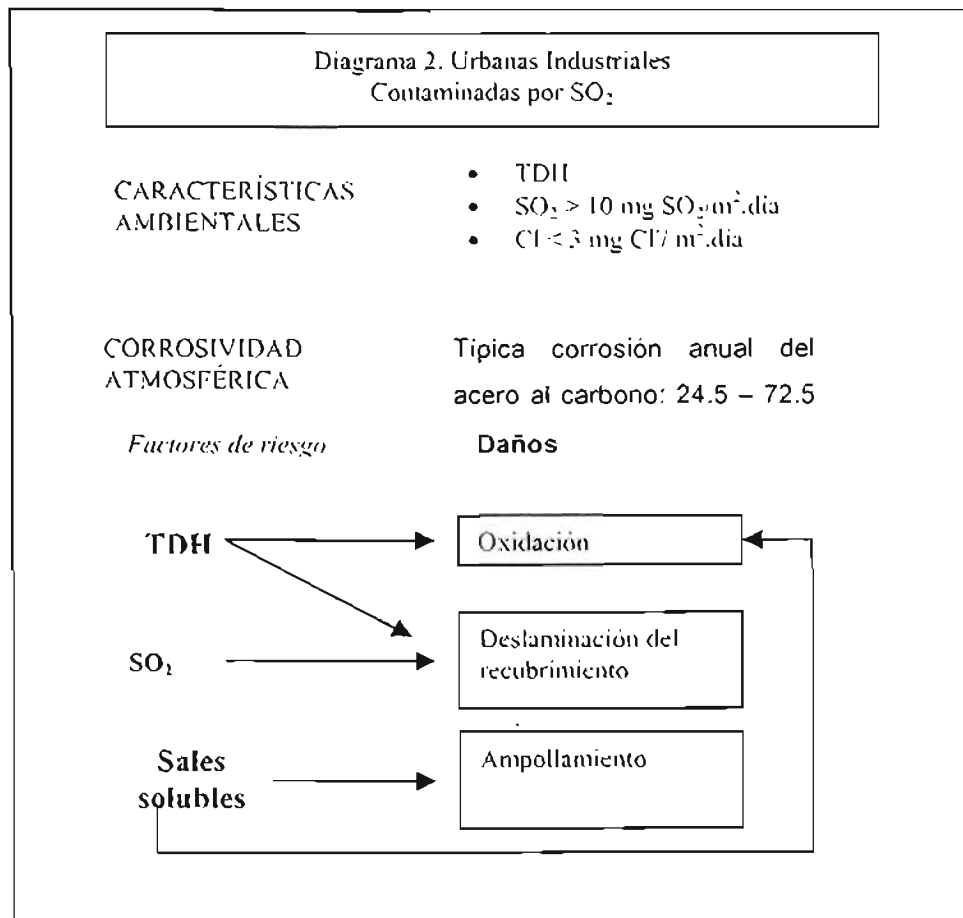 Diagrama 2. Urbanas Industriales
Contaminadas por SO₂
CARACTERÍSTICAS
AMBIENTALES
• TDH
• SO₂ > 10 mg SO₂/m².dia
• Cl < 3 mg Cl⁻/ m².dia
CORROSIVIDAD
ATMOSFÉRICA
Típica corrosión anual del
acero al carbono: 24.5 – 72.5
Factores de riesgo
Daños
TDH
Oxidación
SO₂
Deslaminación del
recubrimiento
Sales
solubles
Ampollamiento